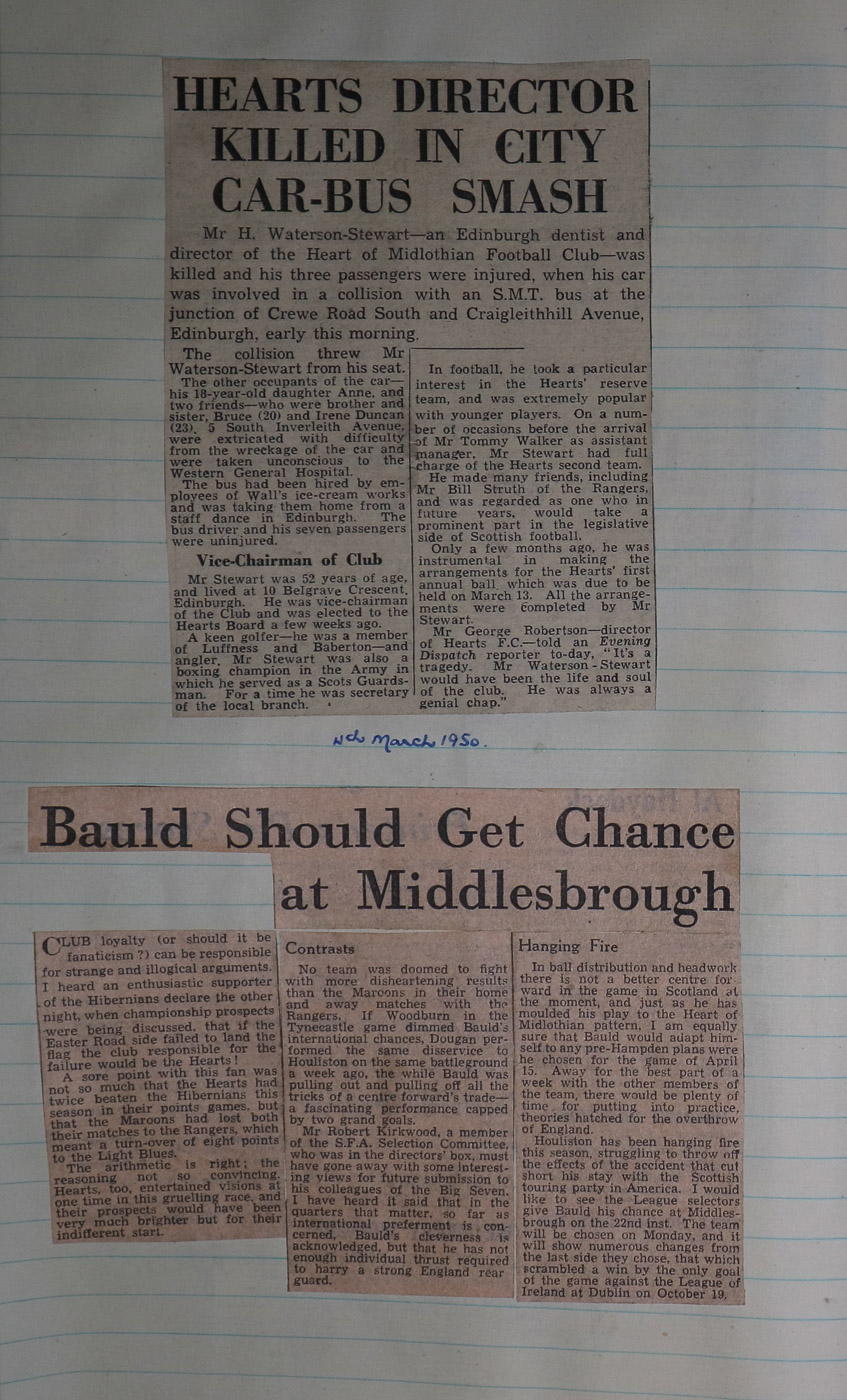 HEARTS DIRECTOR
KILLED IN CITY
CAR-BUS SMASH
Mr H. Waterson-Stewart—an Edinburgh dentist and
director of the Heart of Midlothian Football Club—was
killed and his three passengers were injured, when his car
was involved in a collision with an S.M.T. bus at the
junction of Crewe Road South and Craigleithhill Avenue,
Edinburgh, early this morning.
The collision threw Mr
Waterson-Stewart from his seat.
The other occupants of the car—
his 18-year-old daughter Anne, and
two friends—who were brother and
sister, Bruce (20) and Irene Duncan
(23), 5 South Inverleith Avenue,
were extricated with difficulty
from the wreckage of the car and
were taken unconscious to the
Western General Hospital.
The bus had been hired by em-
ployees of Wall's ice-cream works
and was taking them home from a
staff dance in Edinburgh. The
bus driver and his seven passengers
were uninjured.
Vice-Chairman of Club
Mr Stewart was 52 years of age,
and lived at 10 Belgrave Crescent,
Edinburgh. He was vice-chairman
of the Club and was elected to the
Hearts Board a few weeks ago.
A keen golfer—he was a member
of Luffness and Baberton—and
angler, Mr Stewart was also a
boxing champion in the Army in
which he served as a Scots Guards-
man. For a time he was secretary
of the local branch.
In football, he took a particular
interest in the Hearts' reserve
team, and was extremely popular
with younger players. On a num-
ber of occasions before the arrival
of Mr Tommy Walker as assistant
manager, Mr Stewart had full
charge of the Hearts second team.
He made many friends, including
Mr Bill Struth of the Rangers,
and was regarded as one who in
future years, would take a
prominent part in the legislative
side of Scottish football.
Only a few months ago, he was
instrumental in making the
arrangements for the Hearts' first
annual ball, which was due to be
held on March 13. All the arrange-
ments were completed by Mr
Stewart.
Mr George Robertson—director
of Hearts F.C.—told an Evening
Dispatch reporter to-day, "It's a
tragedy. Mr Waterson-Stewart
would have been the life and soul
of the club. He was always a
genial chap."
March 1950.
Bauld Should Get Chance
at Middlesbrough
CLUB loyalty (or should it be
fanaticism?) can be responsible
for strange and illogical arguments.
I heard an enthusiastic supporter
of the Hibernians declare the other
night, when championship prospects
were being discussed, that if the
Easter Road side failed to land the
flag the club responsible for the
failure would be the Hearts!
A sore point with this fan was
not so much that the Hearts had
twice beaten the Hibernians this
season in their points games, but
that the Maroons had lost both
their matches to the Rangers, which
meant a turn-over of eight points
to the Light Blues.
The arithmetic is right; the
reasoning not so convincing.
Hearts, too, entertained visions at
one time in this gruelling race, and
their prospects would have been
very much brighter but for their
indifferent start.
Contrasts
No team was doomed to fight
with more disheartening results
than the Maroons in their home
and away matches with the
Rangers. If Woodburn in the
Tynecastle game dimmed Bauld's
international chances, Dougan per-
formed the same disservice to
Houliston on the same battleground
a week ago, the while Bauld was
pulling out and pulling off all the
tricks of a centre forward's trade—
a fascinating performance capped
by two grand goals.
Mr Robert Kirkwood, a member
of the S.F.A. Selection Committee,
who was in the directors' box, must
have gone away with some interest-
ing views for future submission to
his colleagues of the Big Seven.
I have heard it said that in the
quarters that matter, so far as
international preferment is con-
cerned, Bauld's cleverness is
acknowledged, but that he has not
enough individual thrust required
to harry a strong England rear
guard.
Hanging Fire
In ball distribution and headwork
there is not a better centre for-
ward in the game in Scotland at
the moment, and just as he has
moulded his play to the Heart of
Midlothian pattern, I am equally
sure that Bauld would adapt him-
self to any pre-Hampden plans were
he chosen for the game of April
15. Away for the best part of a
week with the other members of
the team, there would be plenty of
time for putting into practice,
theories hatched for the overthrow
of England.
Houliston has been hanging fire
this season, struggling to throw off
the effects of the accident that cut
short his stay with the Scottish
touring party in America. I would
like to see the League selectors
give Bauld his chance at Middles-
brough on the 22nd inst. The team
will be chosen on Monday, and it
will show numerous changes from
the last side they chose, that which
scrambled a win by the only goal
of the game against the League of
Ireland at Dublin on October 19.